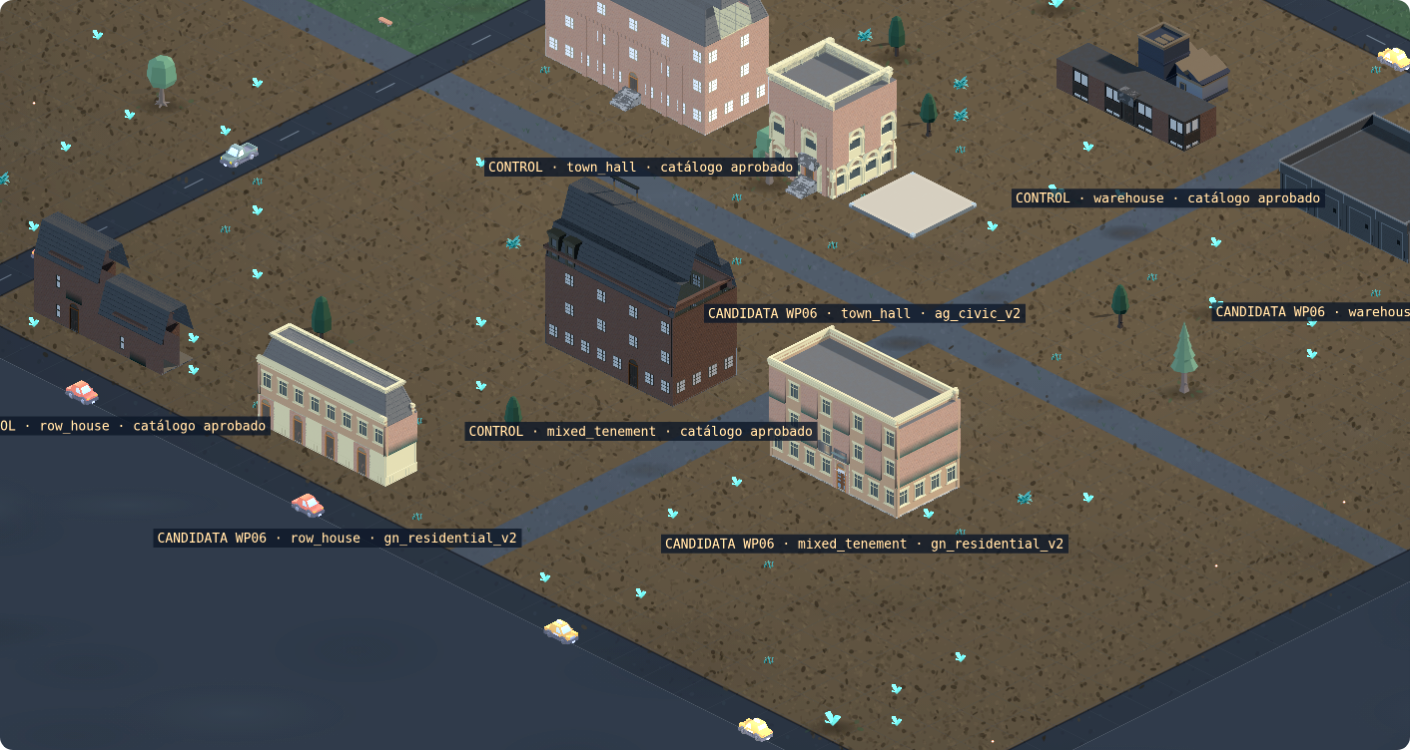 CONTROL · town_hall · catálogo aprobado
CONTROL · warehouse · catálogo aprobado
CANDIDATA WP06 · town_hall · ag_civic_v2
CANDIDATA WP06 · warehous
OL · row_house · catálogo aprobado
CONTROL · mixed_tenement · catálogo aprobado
CANDIDATA WP06 · row_house · gn_residential_v2
CANDIDATA WP06 · mixed_tenement · gn_residential_v2